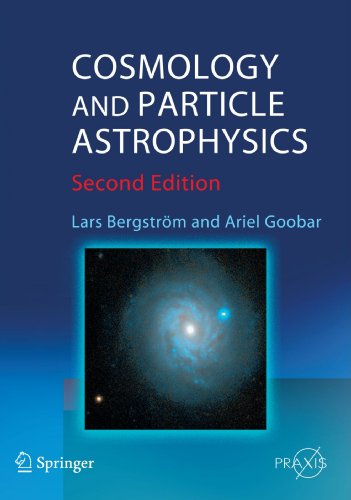 COSMOLOGY
AND PARTICLE
ASTROPHYSICS
Second Edition
Lars Bergström and Ariel Goobar
Springer
PRAXIS